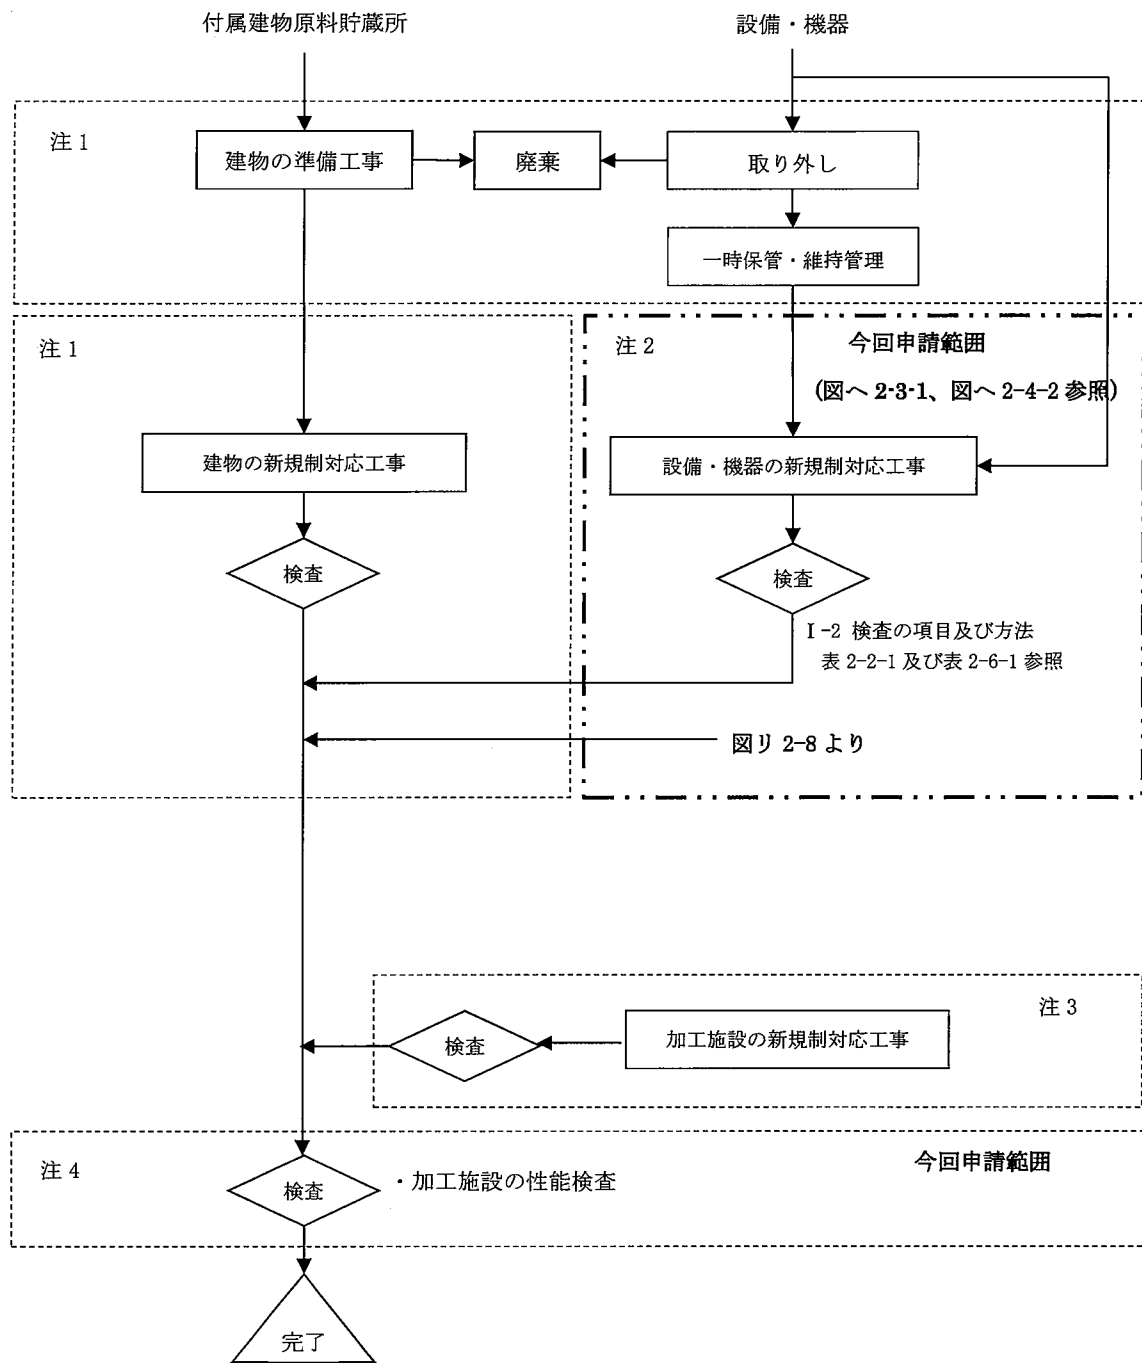 付属建物原料貯蔵所
設備・機器
注 1
建物の準備工事
廃棄
取り外し
一時保管・維持管理
注 1
注 2
今回申請範囲
(図ヘ 2-3-1、図ヘ 2-4-2 参照)
建物の新規制対応工事
設備・機器の新規制対応工事
検査
検査
Ⅰ-2 検査の項目及び方法
表 2-2-1 及び表 2-6-1 参照
図リ 2-8 より
注 3
検査
加工施設の新規制対応工事
注 4
今回申請範囲
検査
・加工施設の性能検査
完了